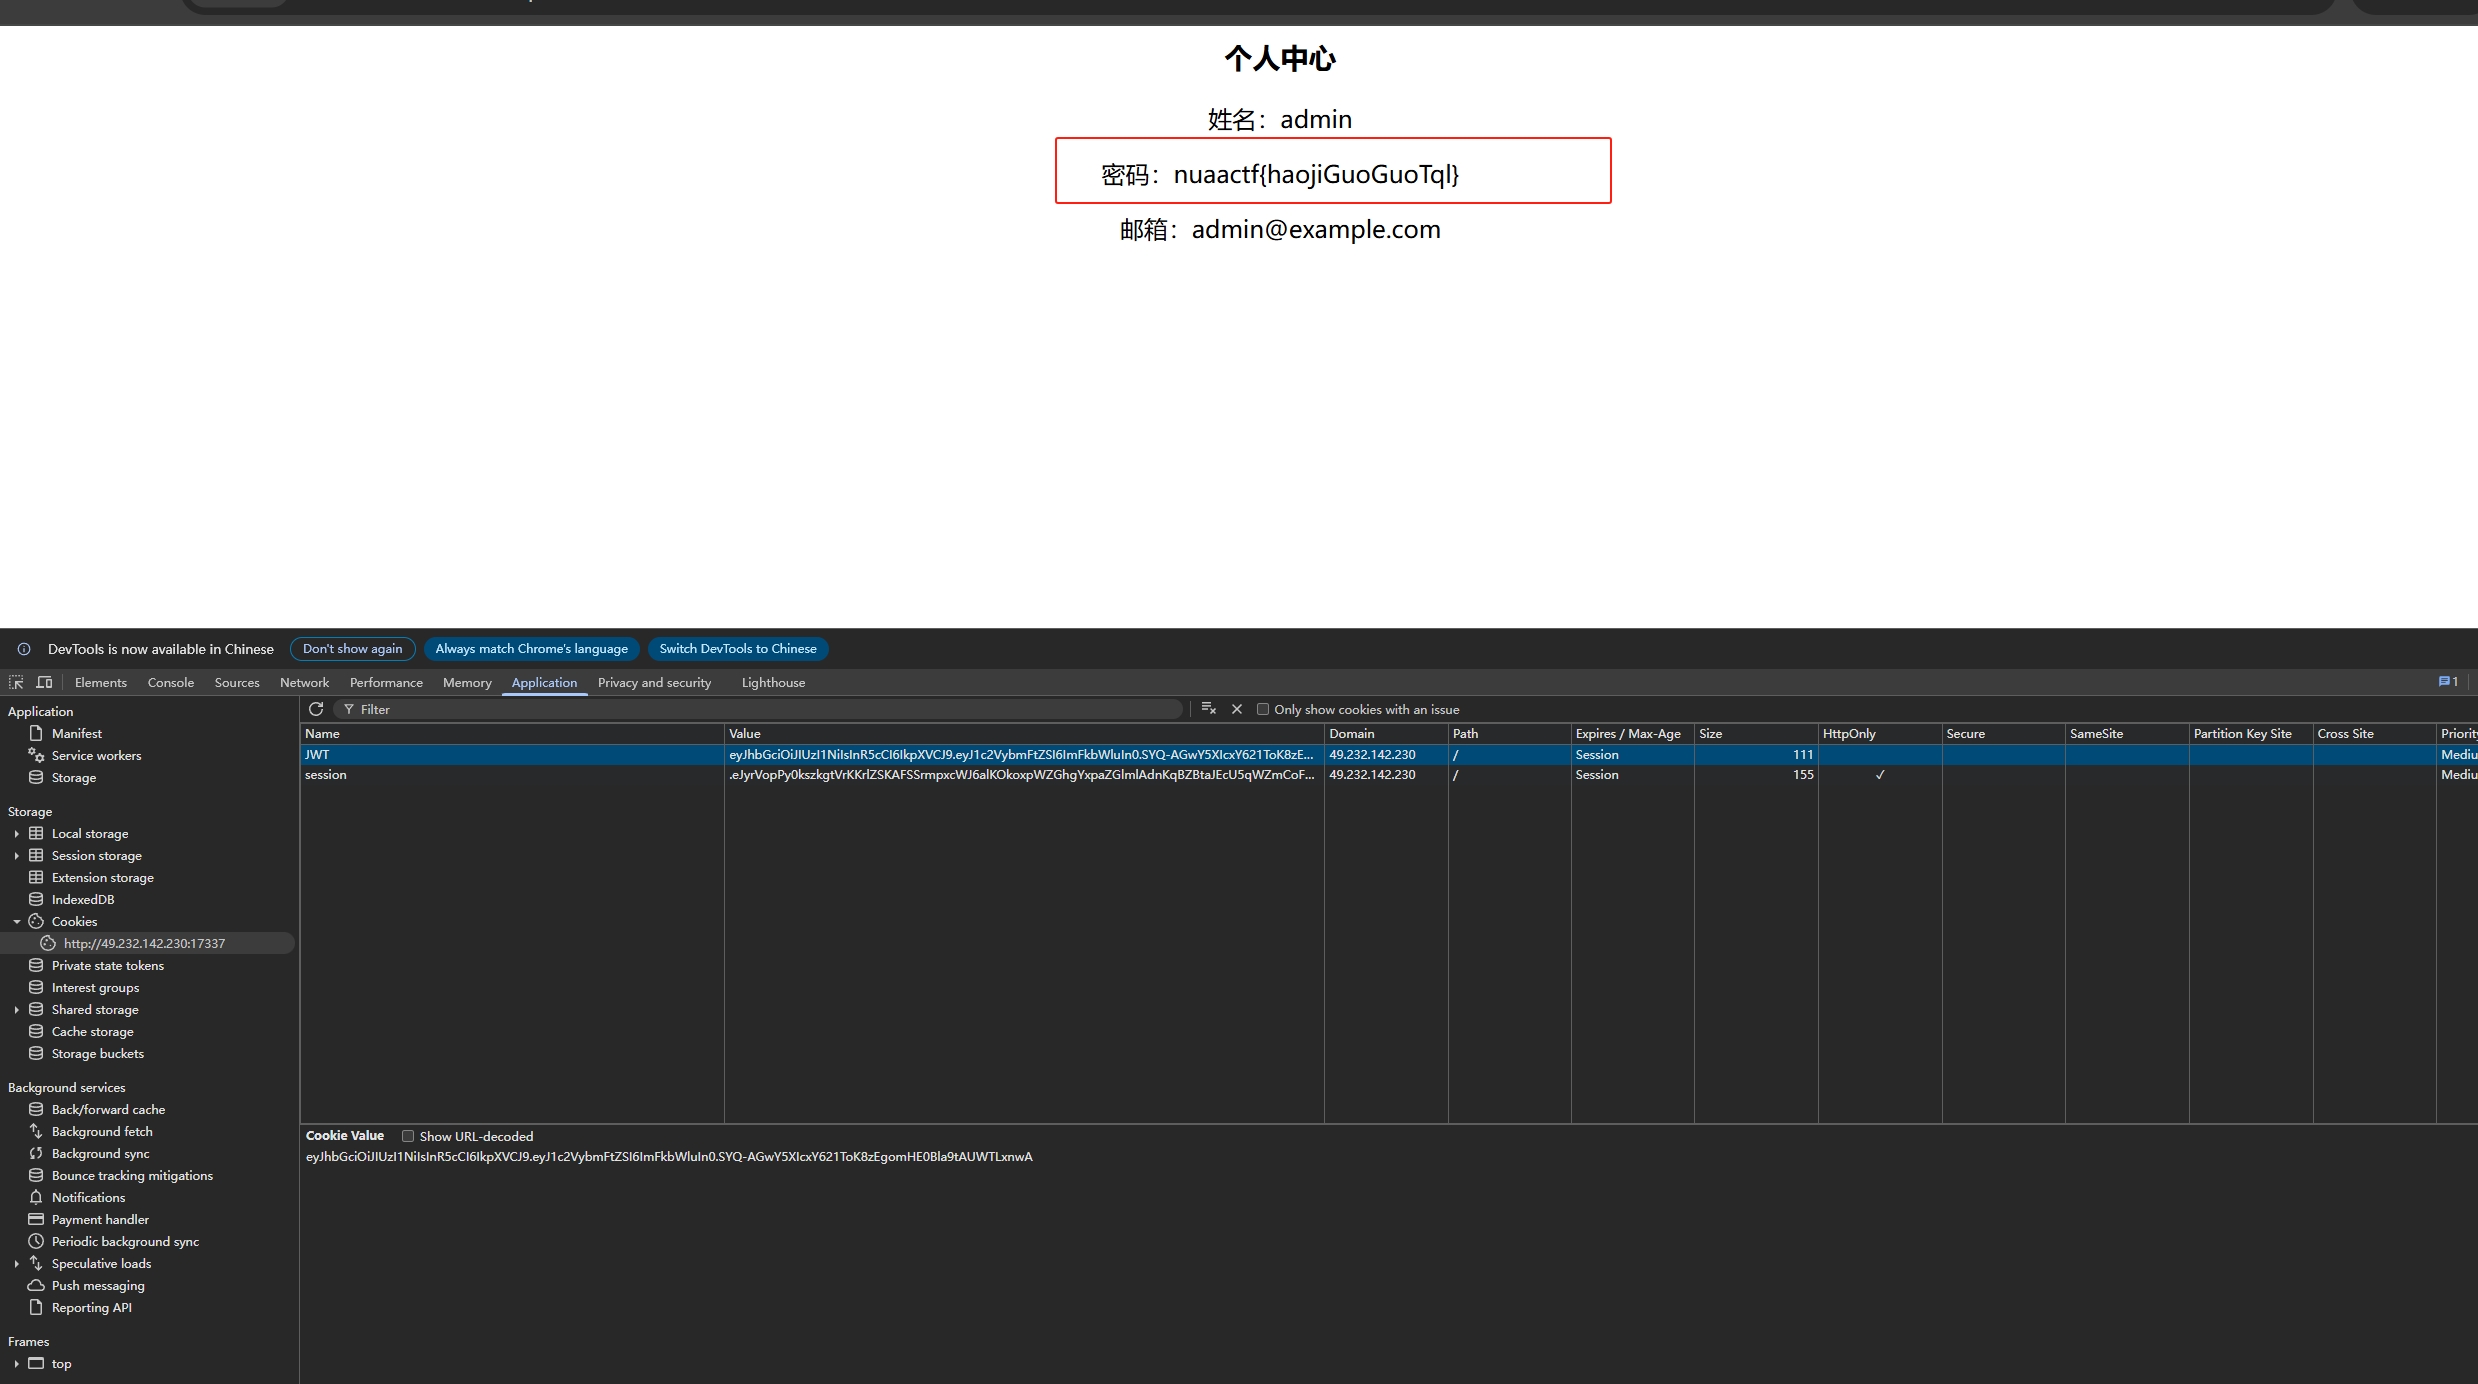 个人中心
姓名：admin
密码：nuaactf{haojiGuoGuoTql}
邮箱：admin@example.com
DevTools is now available in Chinese Don't show again Always match Chrome's language Switch DevTools to Chinese
Elements Console Sources Network Performance Memory Application Privacy and security Lighthouse 1
Application
Manifest
Service workers
Storage
Storage
Local storage
Session storage
Extension storage
IndexedDB
Cookies
http://49.232.142.230:17337
Private state tokens
Interest groups
Shared storage
Cache storage
Storage buckets
Background services
Back/forward cache
Background fetch
Background sync
Bounce tracking mitigations
Notifications
Payment handler
Periodic background sync
Speculative loads
Push messaging
Reporting API
Frames
top
Filter Only show cookies with an issue
Name Value Domain Path Expires / Max-Age Size HttpOnly Secure SameSite Partition Key Site Cross Site Priority
JWT eyJhbGciOiJIUzI1NiIsInR5cCI6IkpXVCJ9.eyJ1c2VybmFtZSI6ImFkbWluIn0.SYQ-AGwY5XIcxY621ToK8zE... 49.232.142.230 / Session 111 Mediu
session .eJyrVopPy0kszkgtVrKKrlZSKAFSSrmpxcWJ6alKOkoxpWZGhgYxpaZGlmlAdnKqBZBtaJEcU5qWZmCoF... 49.232.142.230 / Session 155 ✓ Mediu
Cookie Value Show URL-decoded
eyJhbGciOiJIUzI1NiIsInR5cCI6IkpXVCJ9.eyJ1c2VybmFtZSI6ImFkbWluIn0.SYQ-AGwY5XIcxY621ToK8zEgomHE0Bla9tAUWTLxnwA